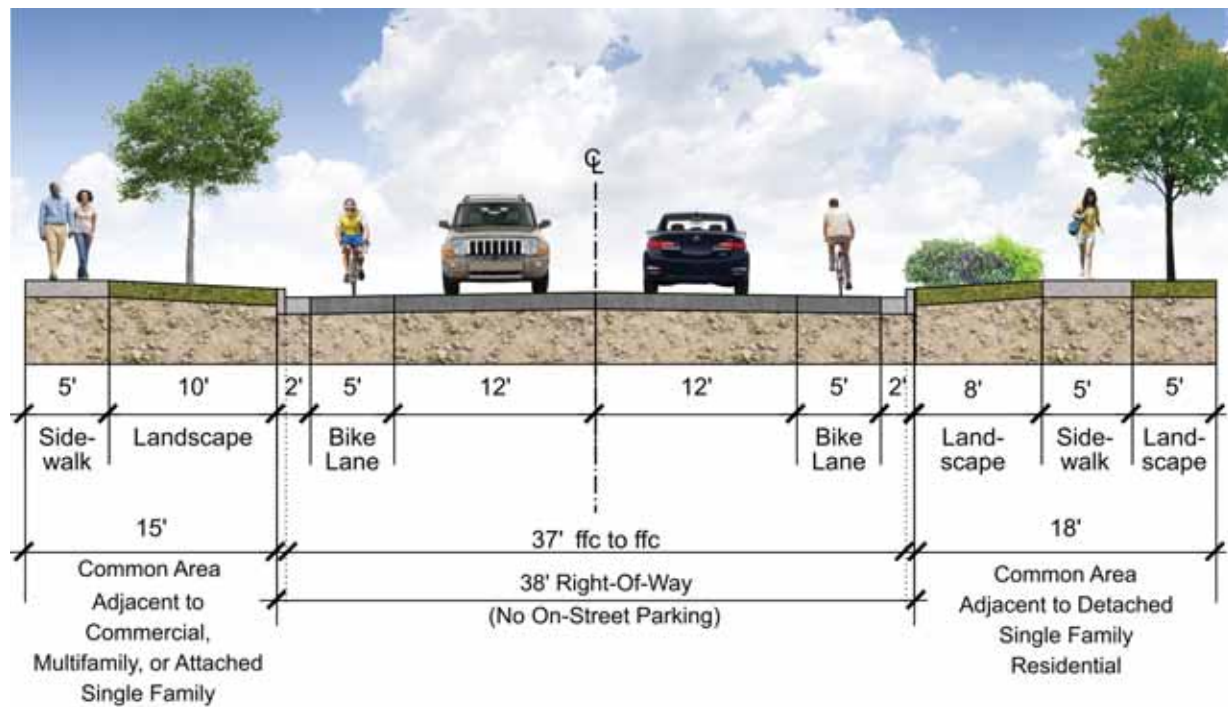 ℄
5' 10' 2' 5' 12' 12' 5' 2' 8' 5' 5'
Side-
walk
Landscape
Bike
Lane
Bike
Lane
Land-
scape
Side-
walk
Land-
scape
15'
37' ffc to ffc
18'
Common Area
Adjacent to
Commercial,
Multifamily, or Attached
Single Family
38' Right-Of-Way
(No On-Street Parking)
Common Area
Adjacent to Detached
Single Family
Residential